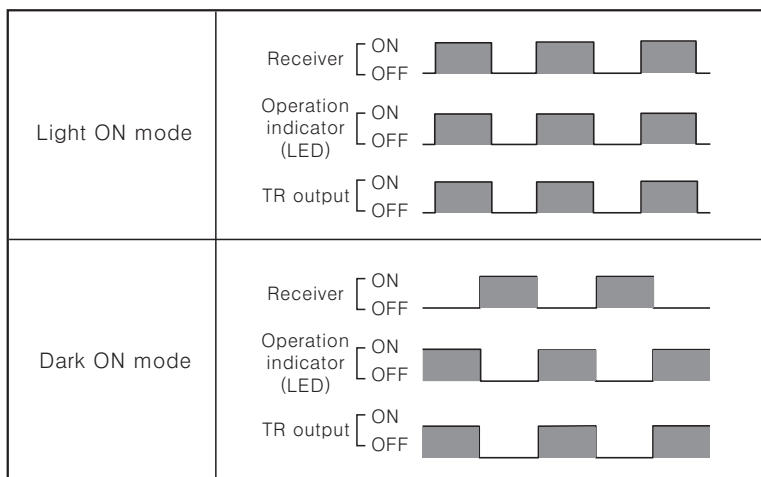 Light ON mode
Receiver
ON
OFF
Operation
indicator
(LED)
ON
OFF
TR output
ON
OFF
Dark ON mode
Receiver
ON
OFF
Operation
indicator
(LED)
ON
OFF
TR output
ON
OFF